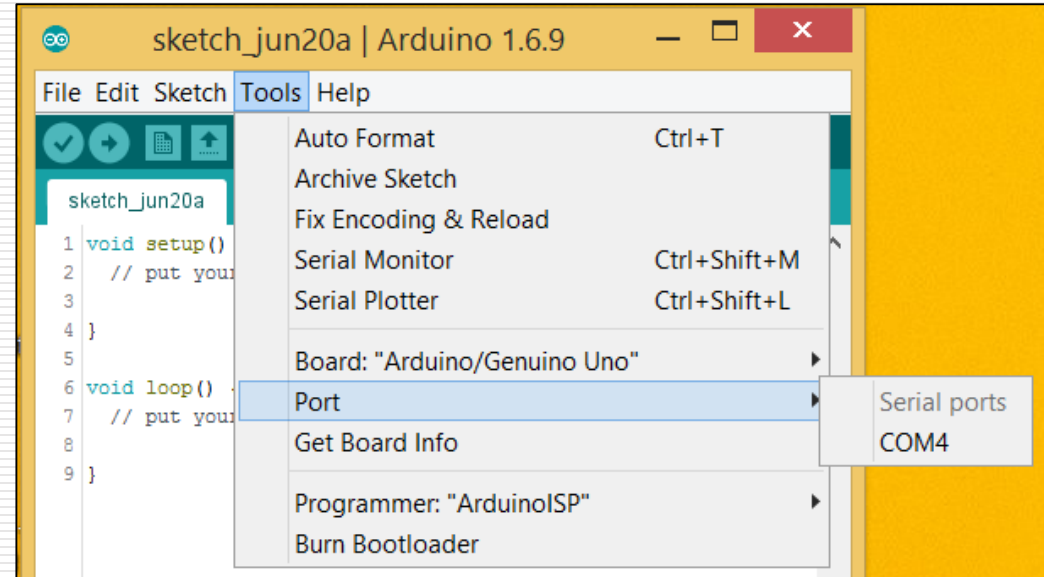 sketch_jun20a | Arduino 1.6.9
File Edit Sketch Tools Help
Auto Format Ctrl+T
Archive Sketch
Fix Encoding & Reload
Serial Monitor Ctrl+Shift+M
Serial Plotter Ctrl+Shift+L
Board: "Arduino/Genuino Uno"
Port
Serial ports
COM4
Get Board Info
Programmer: "ArduinoISP"
Burn Bootloader
sketch_jun20a
1 void setup()
2 // put your
3
4 }
5
6 void loop()
7 // put your
8
9 }